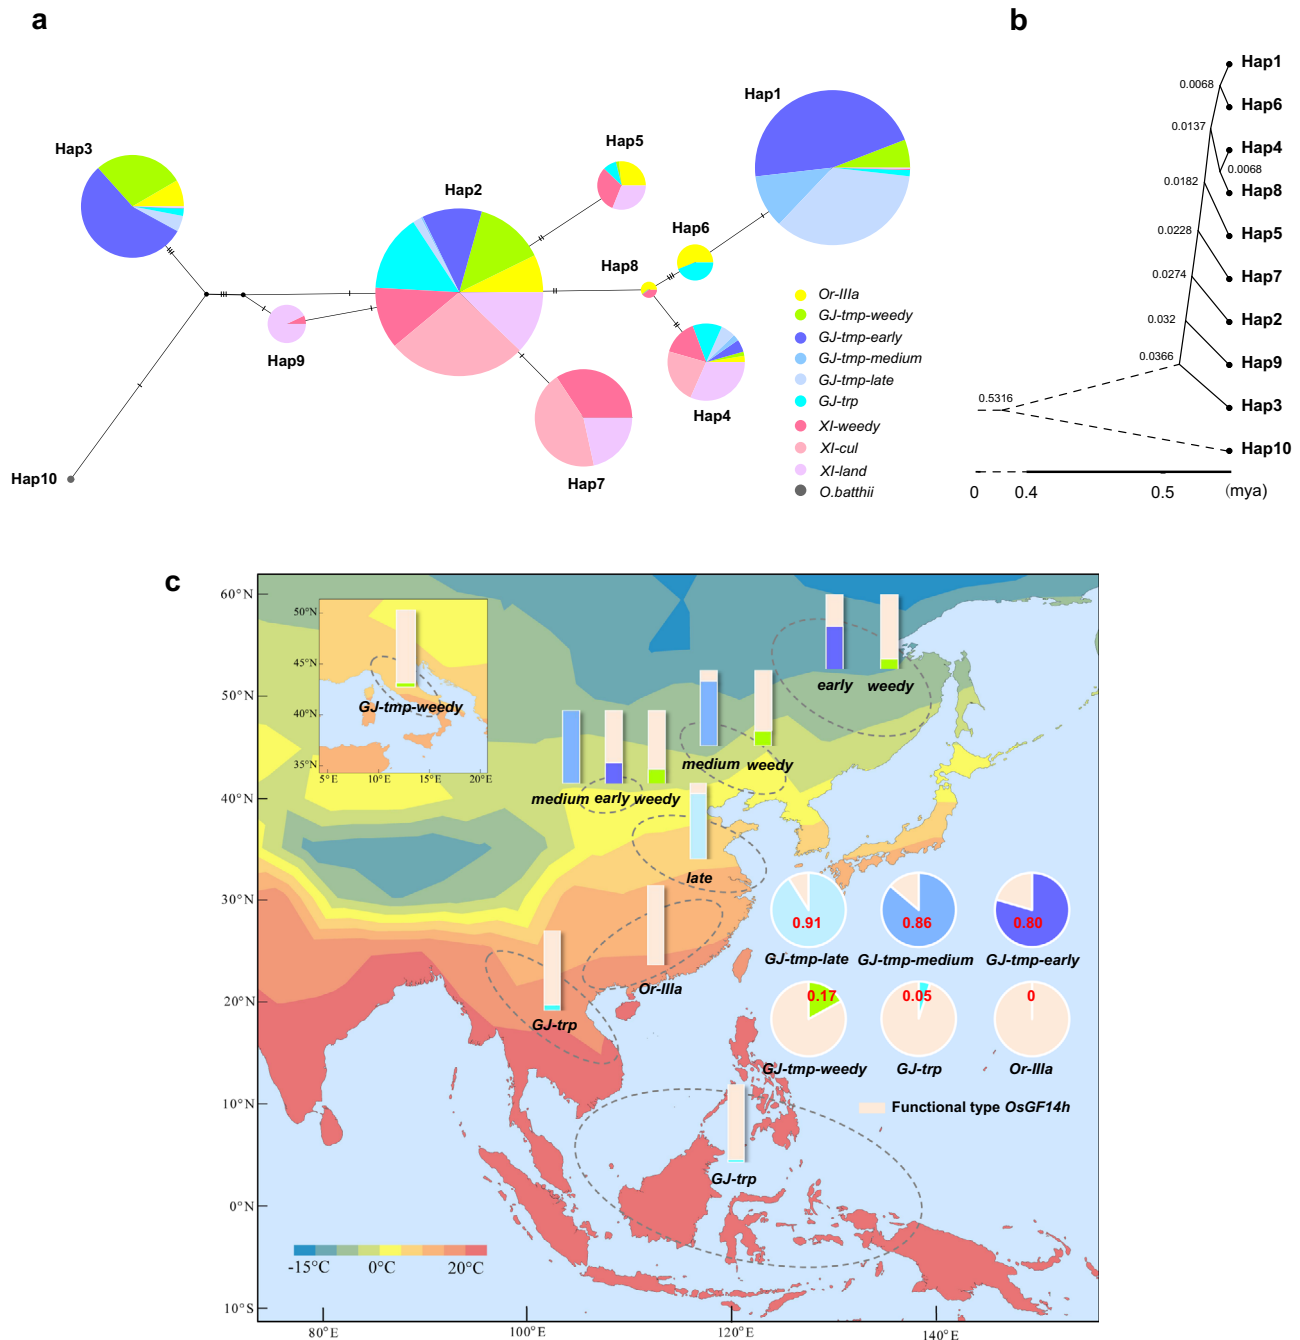 a
Hap3
Hap2
Hap5
Hap1
Hap6
Hap8
Hap9
Hap4
Hap7
Hap10
Or-IIIa
GJ-tmp-weedy
GJ-tmp-early
GJ-tmp-medium
GJ-tmp-late
GJ-trp
XI-weedy
XI-cul
XI-land
O.batthii
b
Hap1
0.0068
Hap6
0.0137
Hap4
0.0068
0.0182
Hap8
0.0228
Hap5
0.0274
Hap7
0.032
Hap2
0.0366
Hap9
0.5316
Hap3
Hap10
0 0.4 0.5 (mya)
c
60°N
50°N
40°N
30°N
20°N
10°N
0°N
10°S
80°E 100°E 120°E 140°E
50°N
45°N
40°N
35°N
5°E 10°E 15°E 20°E
GJ-tmp-weedy
early weedy
medium weedy
medium early weedy
late
Or-IIIa
GJ-trp
GJ-trp
0.91 0.86 0.80
GJ-tmp-late GJ-tmp-medium GJ-tmp-early
0.17 0.05 0
GJ-tmp-weedy GJ-trp Or-IIIa
Functional type OsGF14h
-15°C 0°C 20°C